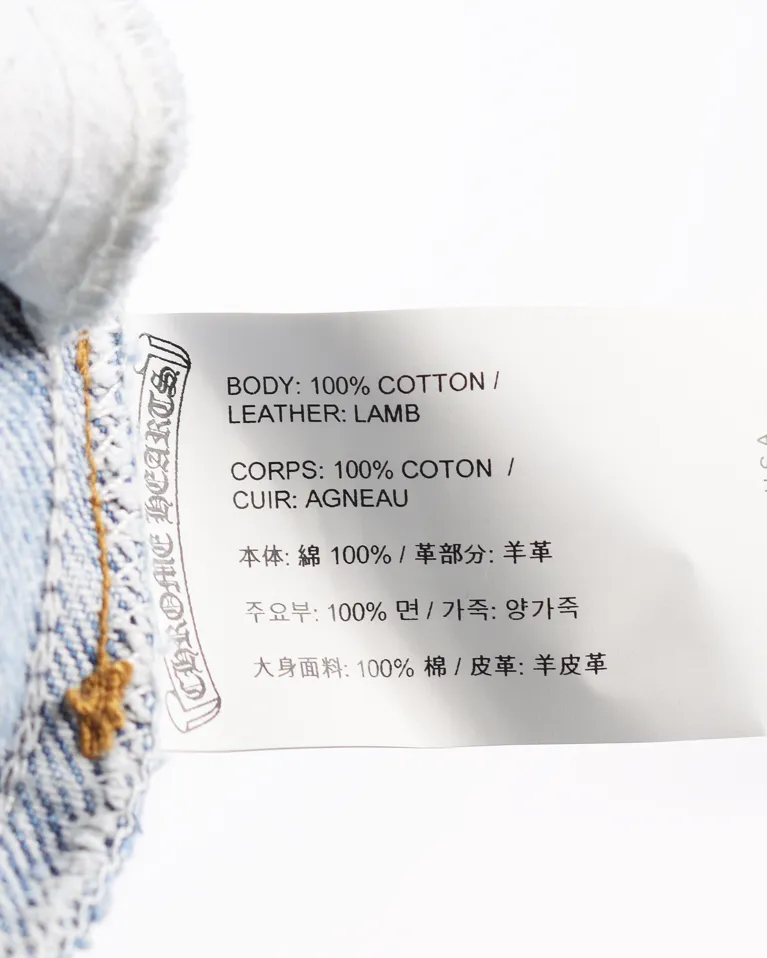 CHROME HEARTS
BODY: 100% COTTON /
LEATHER: LAMB
CORPS: 100% COTON /
CUIR: AGNEAU
本体: 綿 100% / 革部分: 羊革
주요부: 100% 면 / 가죽: 양가죽
大身面料: 100% 棉 / 皮革: 羊皮革